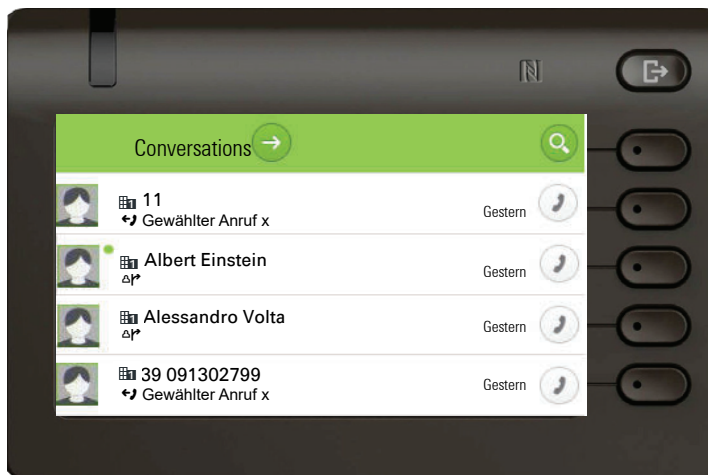 Conversations
11
Gewählter Anruf x
Gestern
Albert Einstein
Gestern
Alessandro Volta
Gestern
39 091302799
Gewählter Anruf x
Gestern